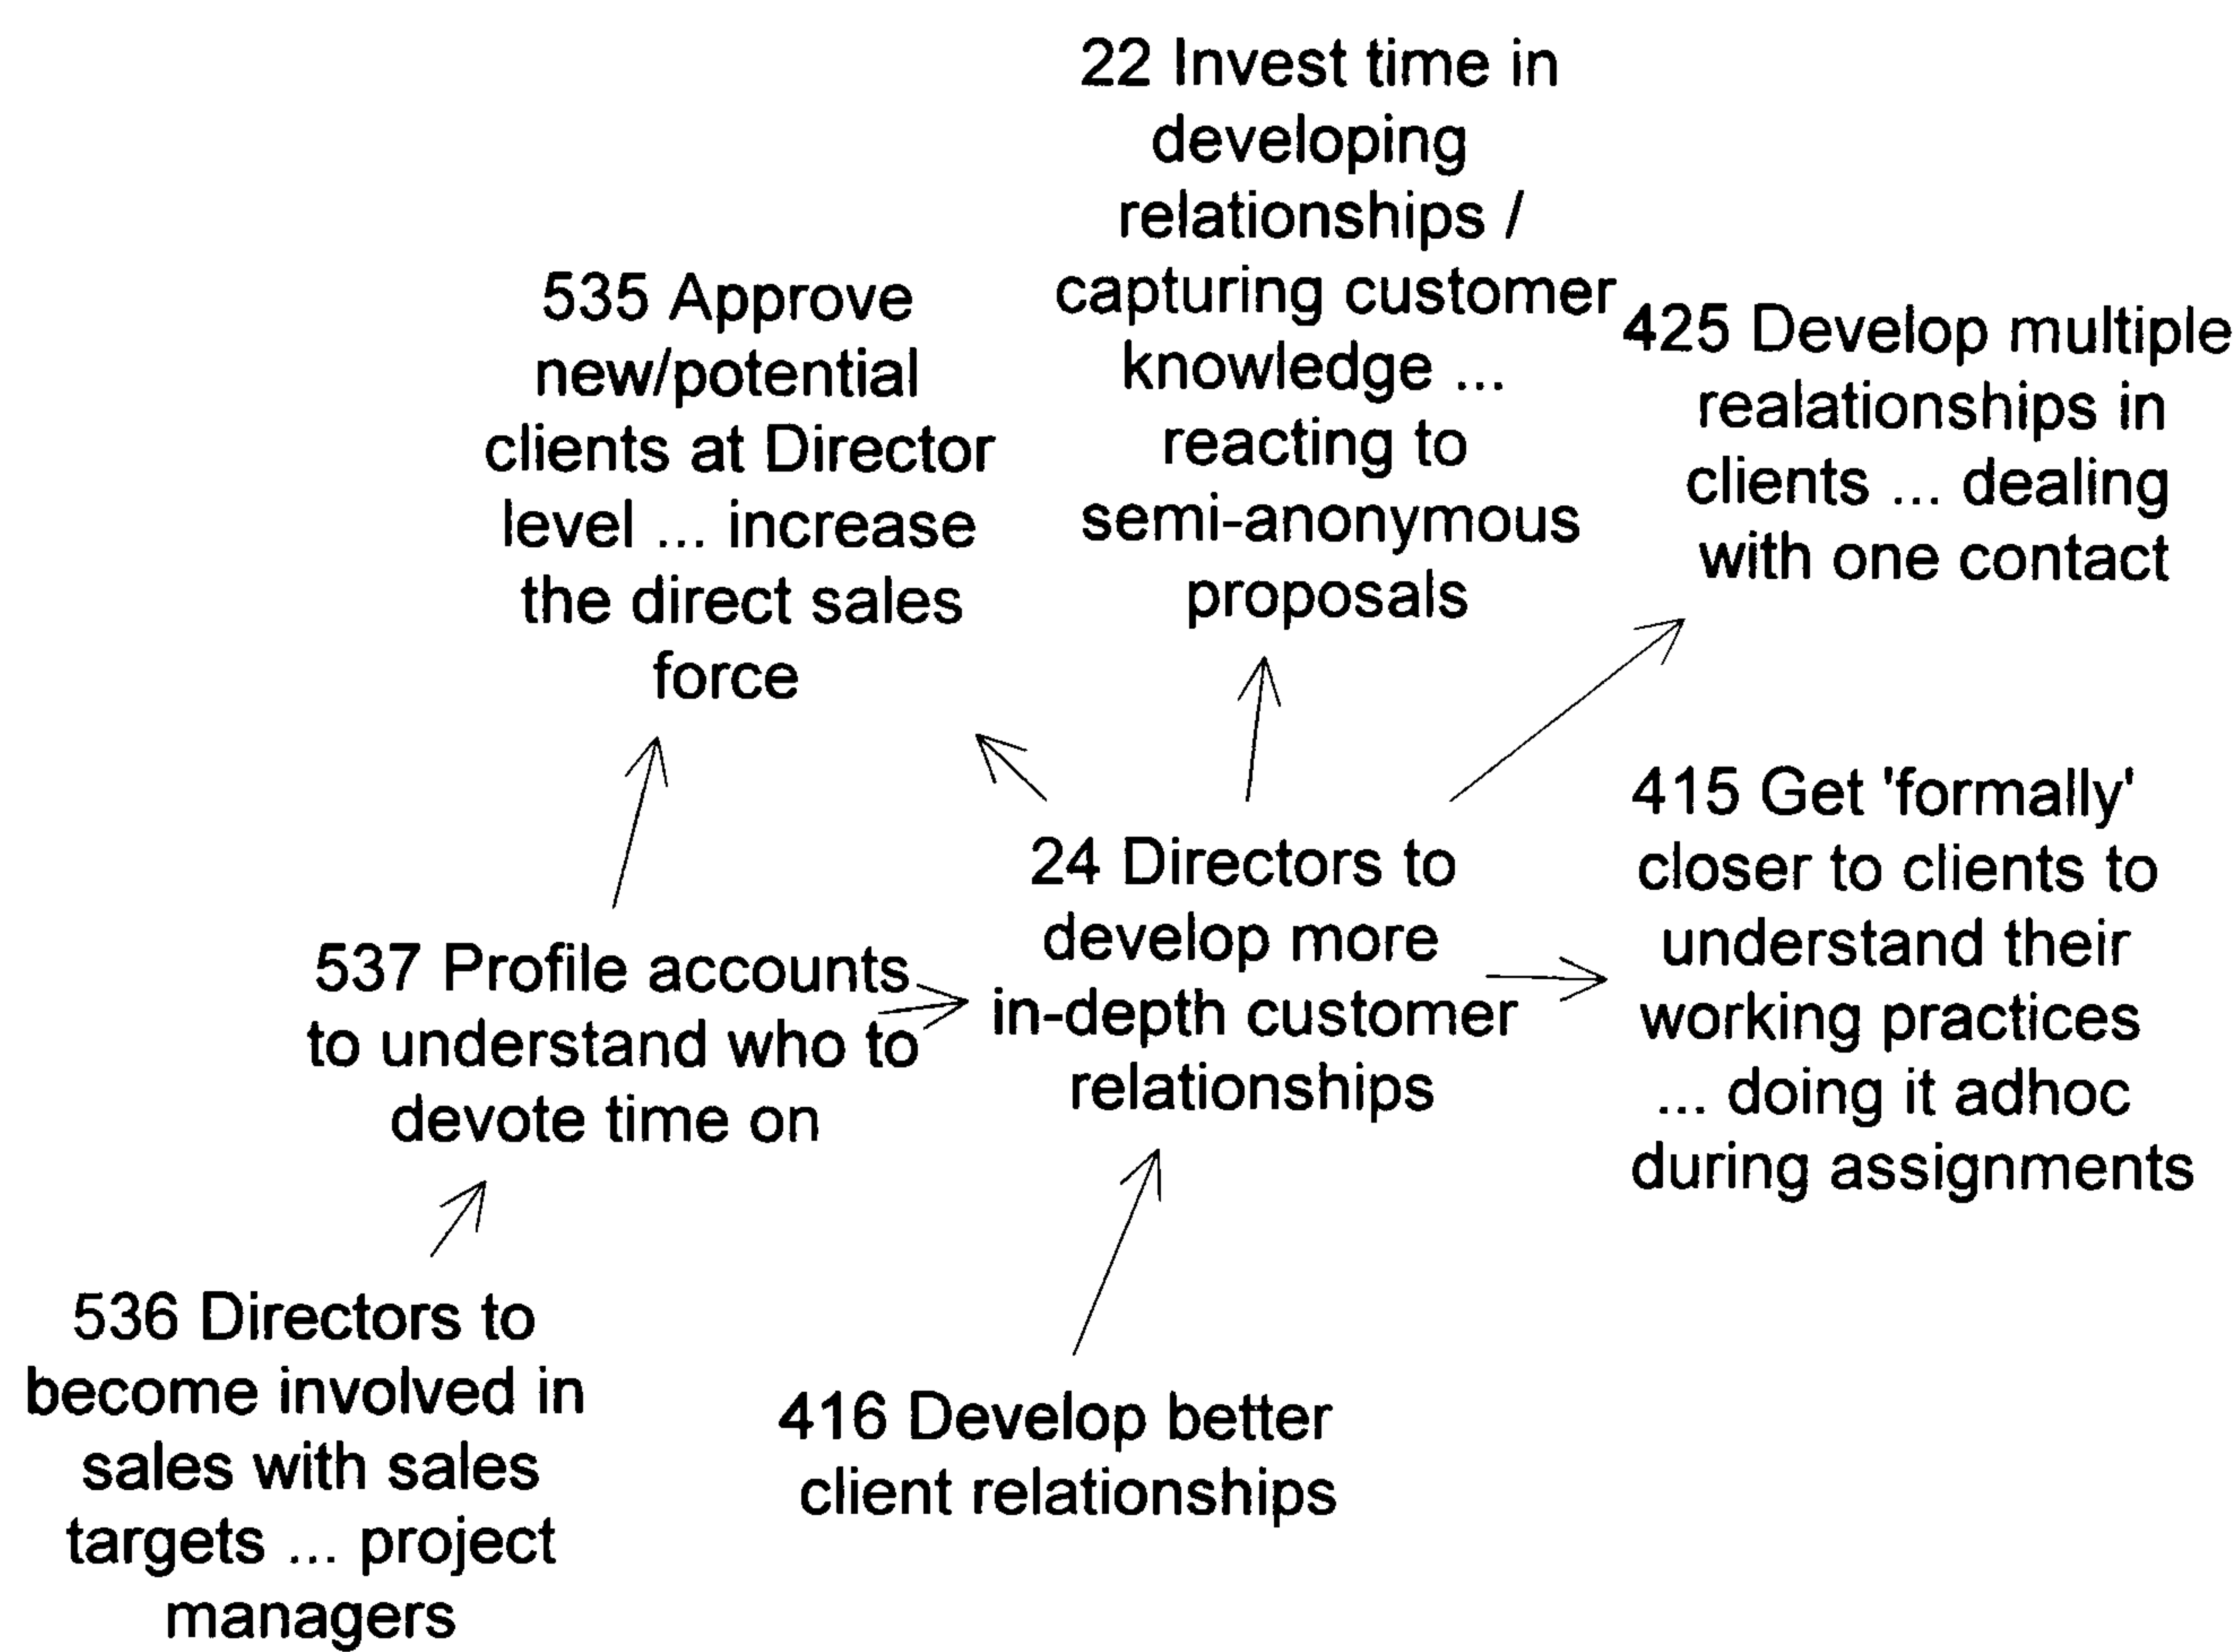 22 Invest time in
developing
relationships /
capturing customer
knowledge ...
reacting to
semi-anonymous
proposals
535 Approve
new/potential
clients at Director
level ... increase
the direct sales
force
425 Develop multiple
realationships in
clients ... dealing
with one contact
415 Get 'formally'
closer to clients to
understand their
working practices
... doing it adhoc
during assignments
24 Directors to
develop more
in-depth customer
relationships
537 Profile accounts
to understand who to
devote time on
536 Directors to
become involved in
sales with sales
targets ... project
managers
416 Develop better
client relationships